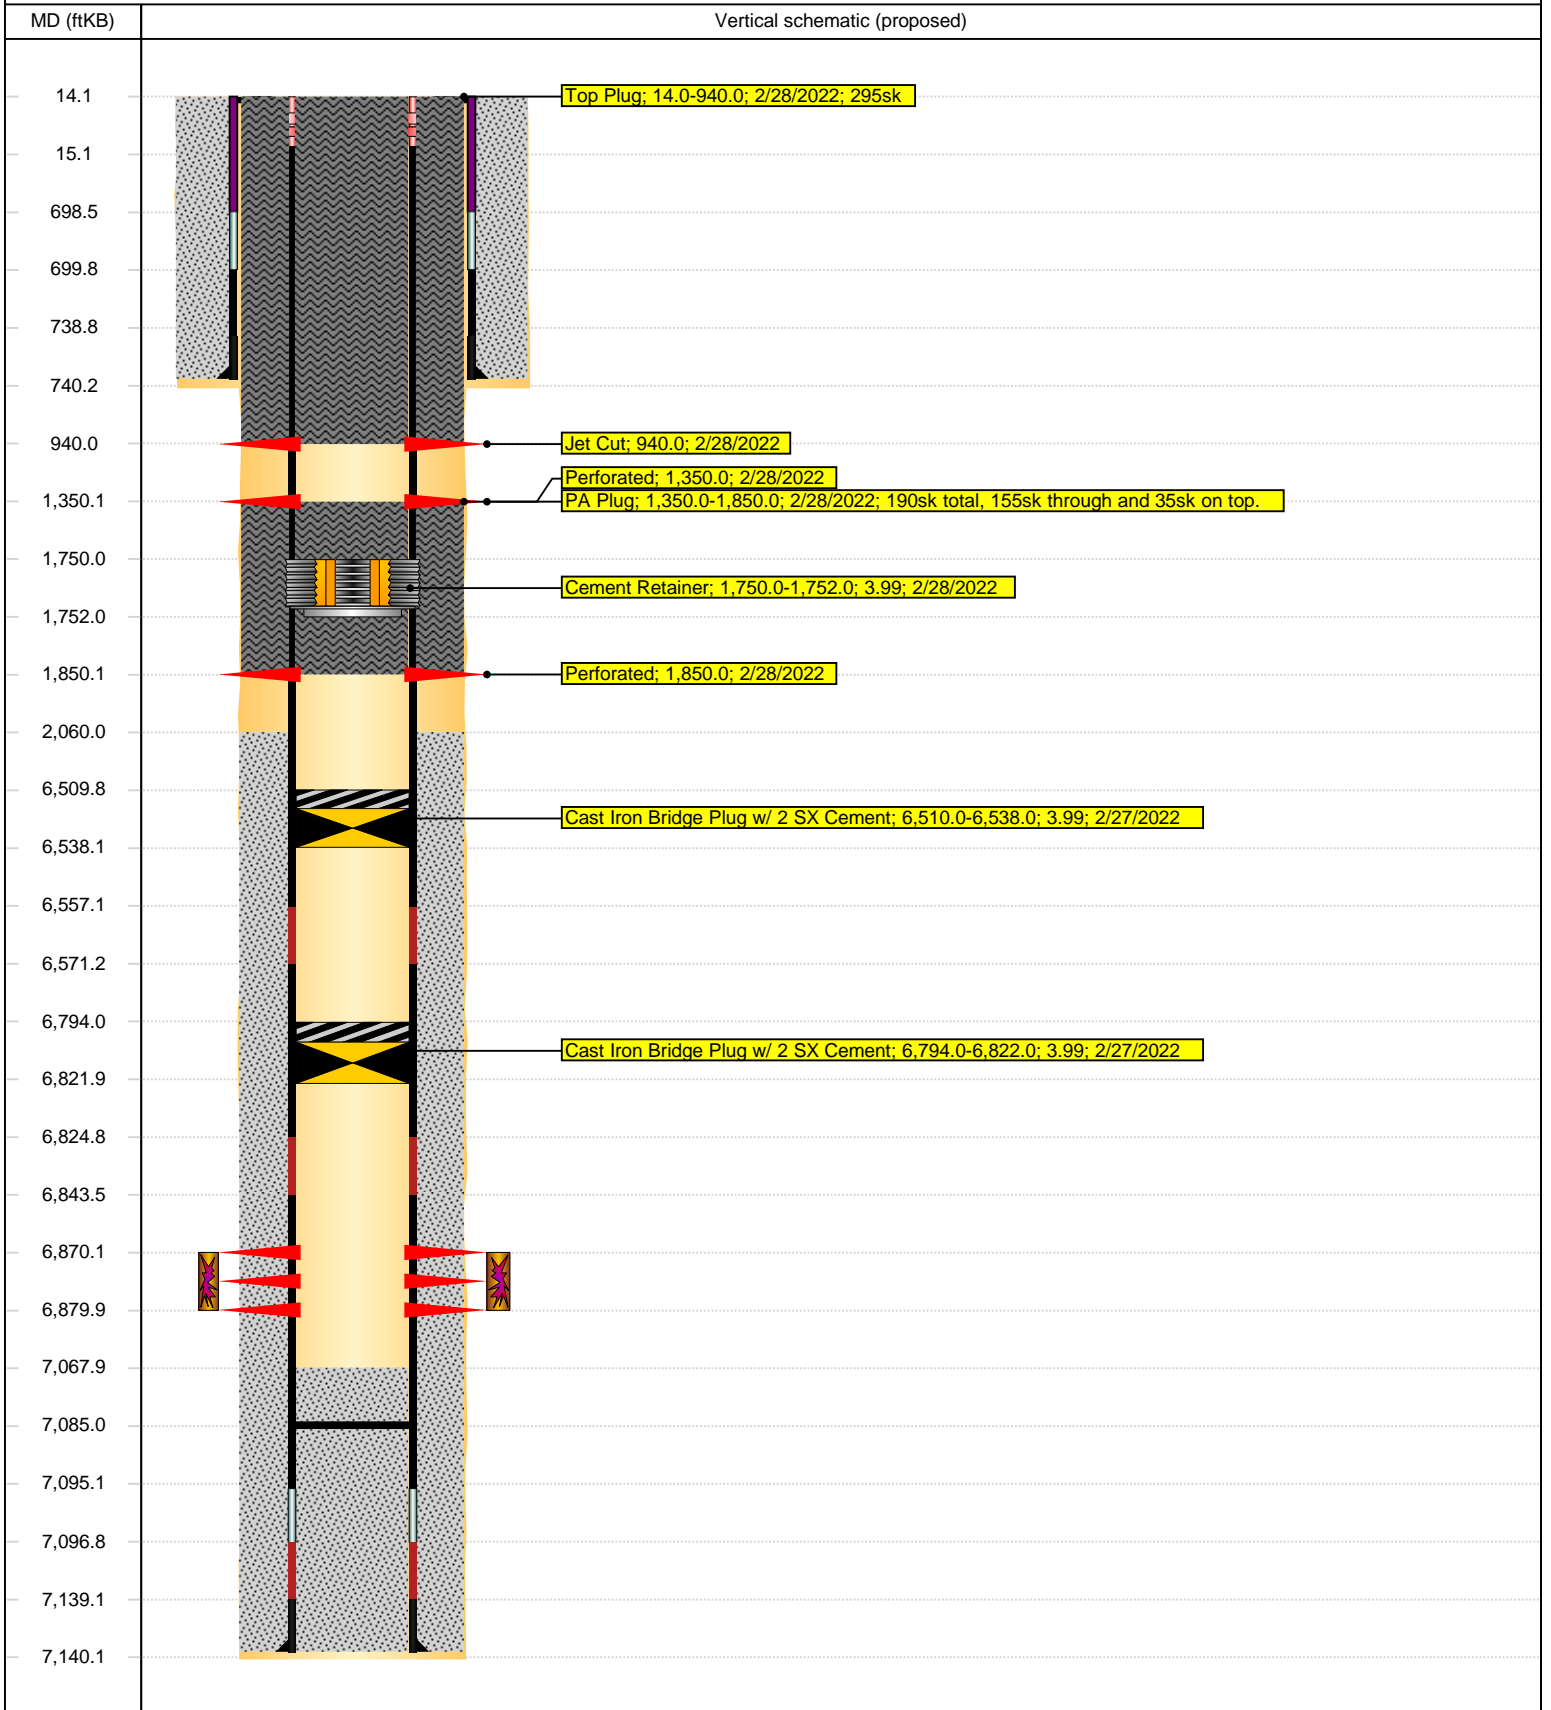 MD (ftKB)
Vertical schematic (proposed)
14.1
Top Plug; 14.0-940.0; 2/28/2022; 295sk
15.1
698.5
699.8
738.8
740.2
940.0
Jet Cut; 940.0; 2/28/2022
Perforated; 1,350.0; 2/28/2022
1,350.1
PA Plug; 1,350.0-1,850.0; 2/28/2022; 190sk total, 155sk through and 35sk on top.
1,750.0
Cement Retainer; 1,750.0-1,752.0; 3.99; 2/28/2022
1,752.0
1,850.1
Perforated; 1,850.0; 2/28/2022
2,060.0
6,509.8
Cast Iron Bridge Plug w/ 2 SX Cement; 6,510.0-6,538.0; 3.99; 2/27/2022
6,538.1
6,557.1
6,571.2
6,794.0
Cast Iron Bridge Plug w/ 2 SX Cement; 6,794.0-6,822.0; 3.99; 2/27/2022
6,821.9
6,824.8
6,843.5
6,870.1
6,879.9
7,067.9
7,085.0
7,095.1
7,096.8
7,139.1
7,140.1